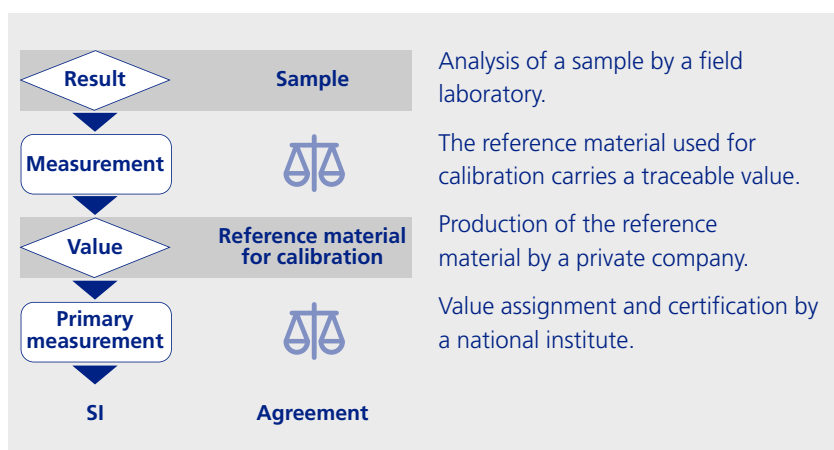 Result
Sample
Analysis of a sample by a field
laboratory.
Measurement
The reference material used for
calibration carries a traceable value.
Value
Reference material
for calibration
Production of the reference
material by a private company.
Primary
measurement
Value assignment and certification by
a national institute.
SI
Agreement